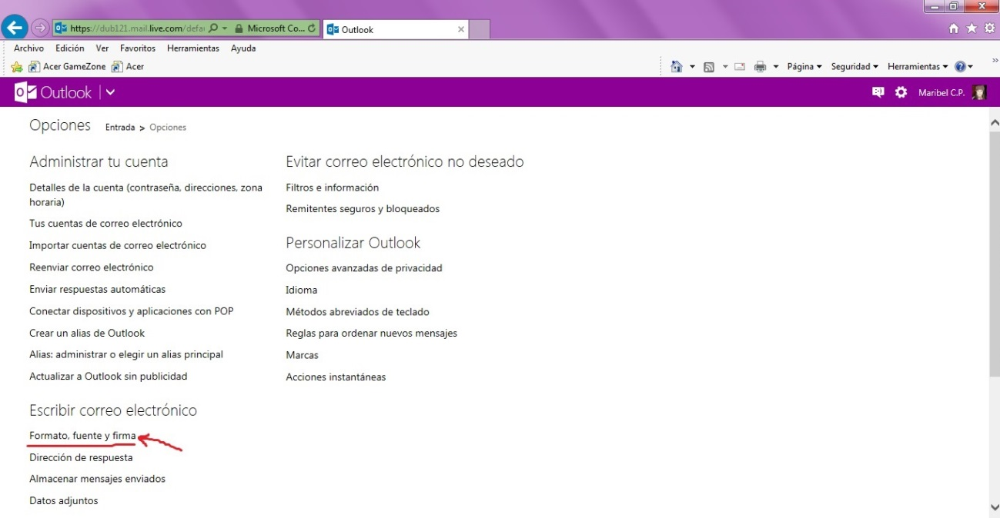 https://dub121.mail.live.com/defau
Microsoft Co...
Outlook
Archivo Edición Ver Favoritos Herramientas Ayuda
Acer GameZone Acer
Página Seguridad Herramientas
Outlook
Maribel C.P.
Opciones Entrada > Opciones
Administrar tu cuenta
Detalles de la cuenta (contraseña, direcciones, zona
horaria)
Tus cuentas de correo electrónico
Importar cuentas de correo electrónico
Reenviar correo electrónico
Enviar respuestas automáticas
Conectar dispositivos y aplicaciones con POP
Crear un alias de Outlook
Alias: administrar o elegir un alias principal
Actualizar a Outlook sin publicidad
Escribir correo electrónico
Formato, fuente y firma
Dirección de respuesta
Almacenar mensajes enviados
Datos adjuntos
Evitar correo electrónico no deseado
Filtros e información
Remitentes seguros y bloqueados
Personalizar Outlook
Opciones avanzadas de privacidad
Idioma
Métodos abreviados de teclado
Reglas para ordenar nuevos mensajes
Marcas
Acciones instantáneas